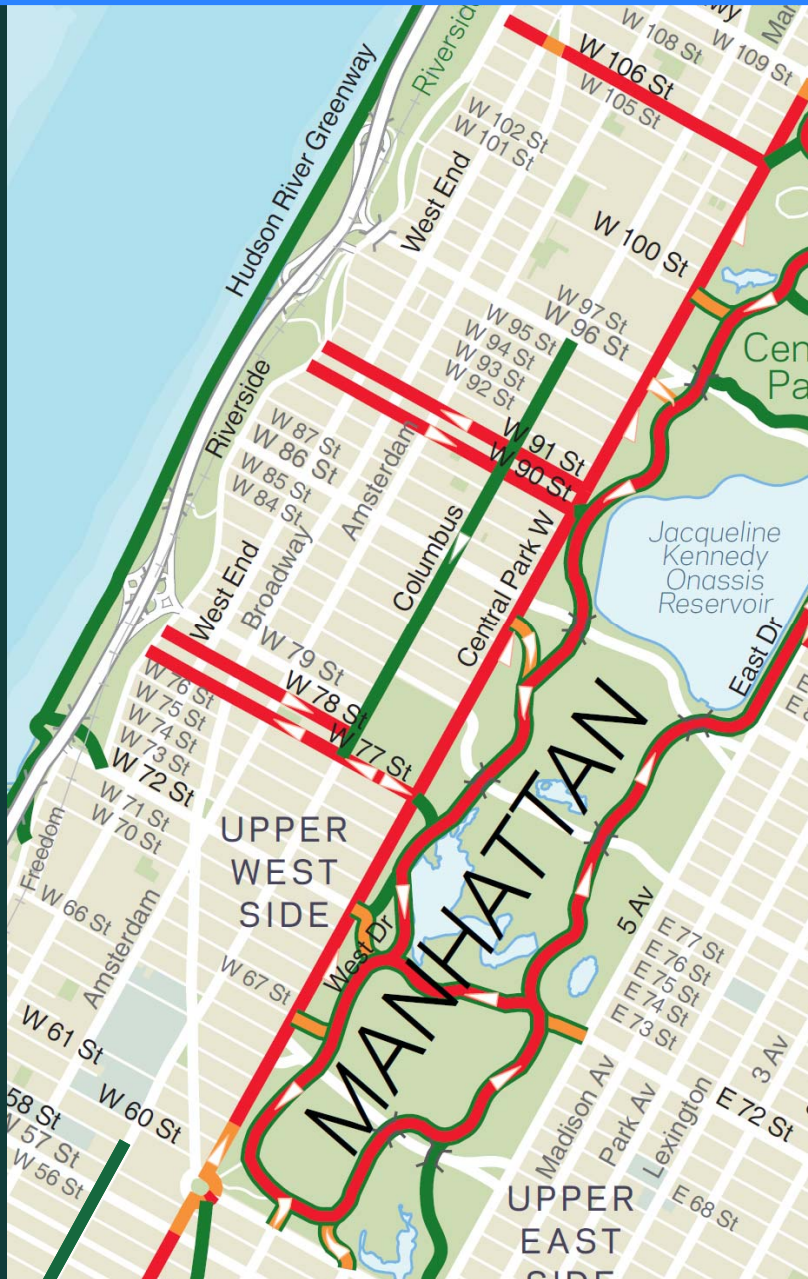 W 108 St
W 109 St
W 106 St
W 105 St
Hudson River Greenway
W 102 St
W 101 St
West End
W 100 St
W 97 St
W 96 St
W 95 St
W 94 St
W 93 St
W 92 St
Riverside
W 91 St
W 90 St
W 87 St
W 86 St
W 85 St
W 84 St
Amsterdam
Columbus
Central Park W
Jacqueline
Kennedy
Onassis
Reservoir
West End
Broadway
East Dr
W 79 St
W 78 St
W 77 St
W 76 St
W 75 St
W 74 St
W 73 St
W 72 St
W 71 St
W 70 St
MANHATTAN
UPPER
WEST
SIDE
Freedom
W 66 St
Amsterdam
W 67 St
West Dr
5 Av
E 77 St
E 76 St
E 75 St
E 74 St
E 73 St
W 61 St
W 60 St
58 St
W 57 St
W 56 St
Madison Av
Park Av
Lexington
3 Av
E 72 St
E 68 St
UPPER
EAST
SIDE
Cen
Pa
Riversid